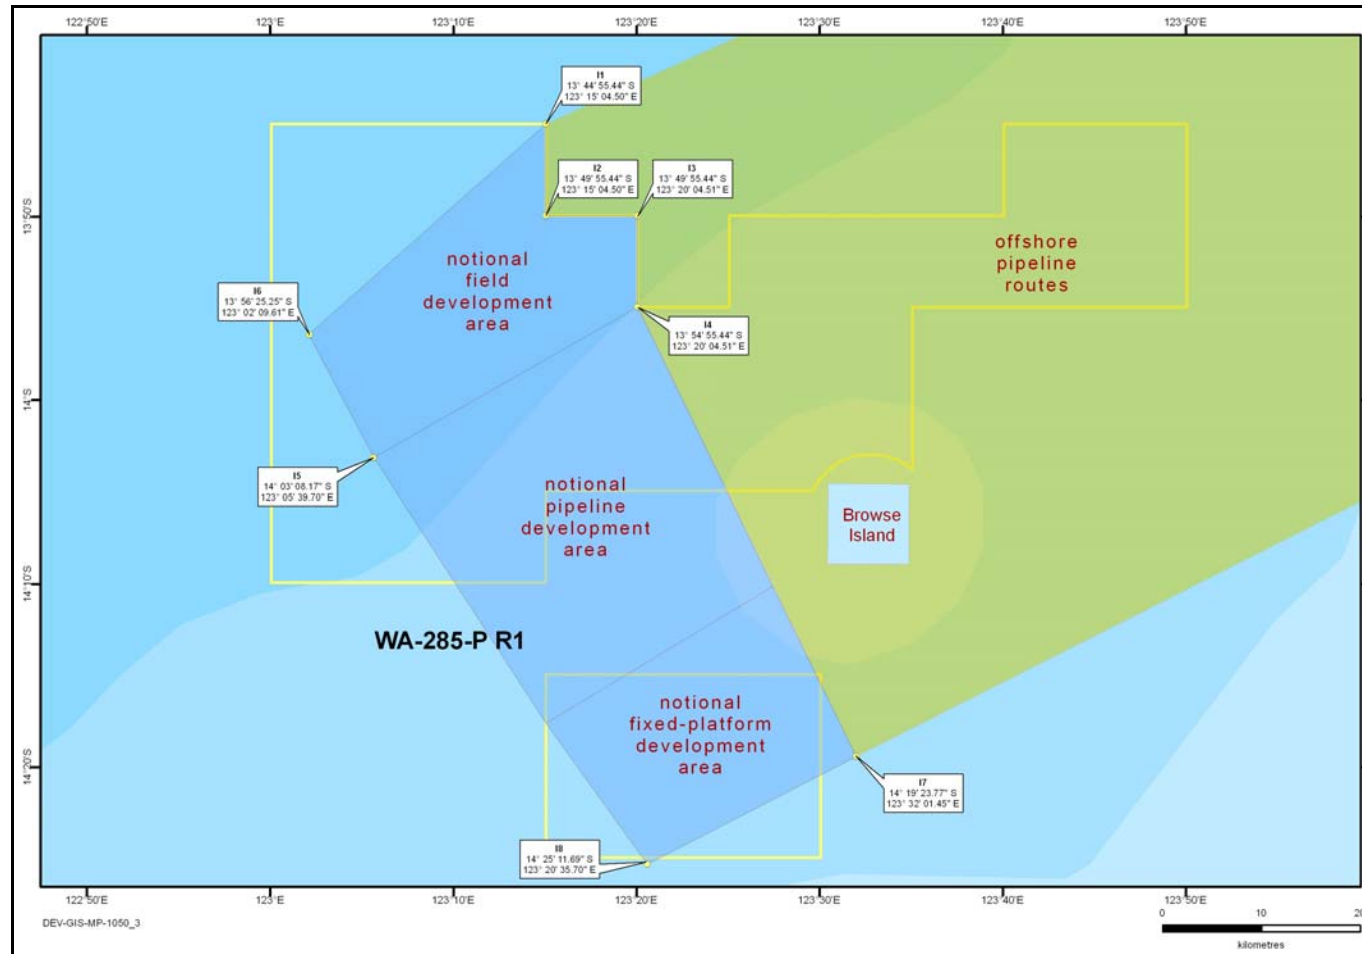 122°50'E
123°E
123°10'E
123°20'E
123°30'E
123°40'E
123°50'E
I1
13° 44' 55.44" S
123° 15' 04.50" E
I2
13° 49' 55.44" S
123° 15' 04.50" E
I3
13° 49' 55.44" S
123° 20' 04.51" E
13°50'S
notional
field
development
area
offshore
pipeline
routes
I6
13° 56' 25.25" S
123° 02' 09.61" E
I4
13° 54' 55.44" S
123° 20' 04.51" E
14°S
I5
14° 03' 08.17" S
123° 05' 39.70" E
notional
pipeline
development
area
Browse
Island
14°10'S
WA-285-P R1
notional
fixed-platform
development
area
14°20'S
I7
14° 19' 23.77" S
123° 32' 01.45" E
I8
14° 25' 11.69" S
123° 20' 35.70" E
122°50'E
123°E
123°10'E
123°20'E
123°30'E
123°40'E
123°50'E
DEV-GIS-MP-1050_3
0 10 20
kilometres